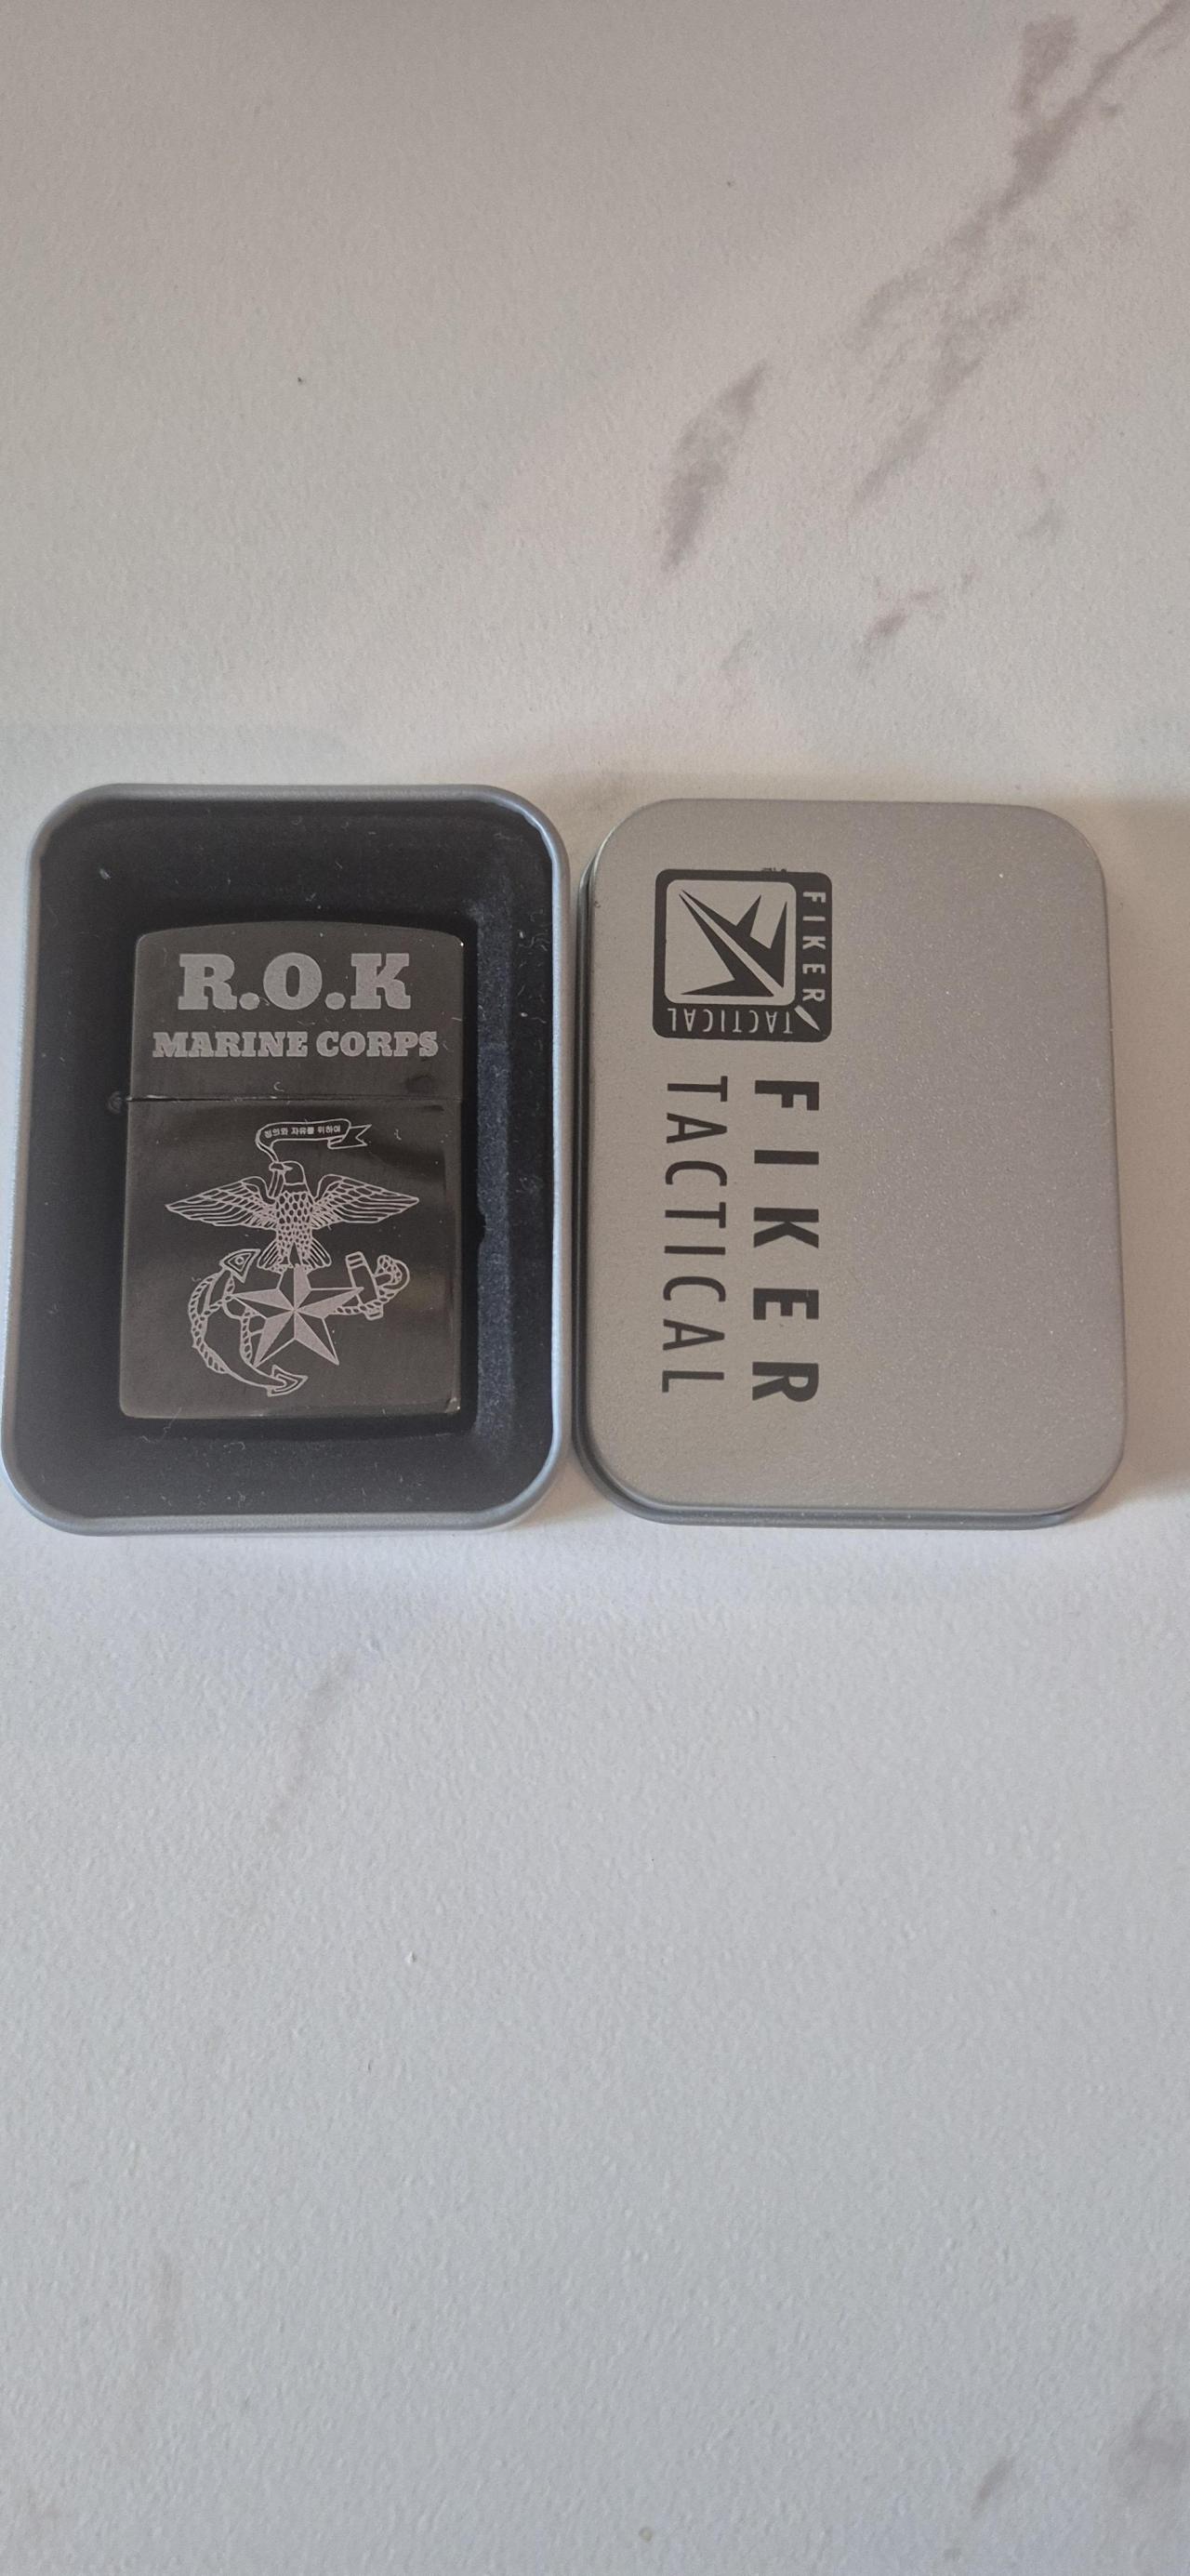 R.O.K
MARINE CORPS
정의와 자유를 위하여
FIKER
TACTICAL
FIKER
TACTICAL